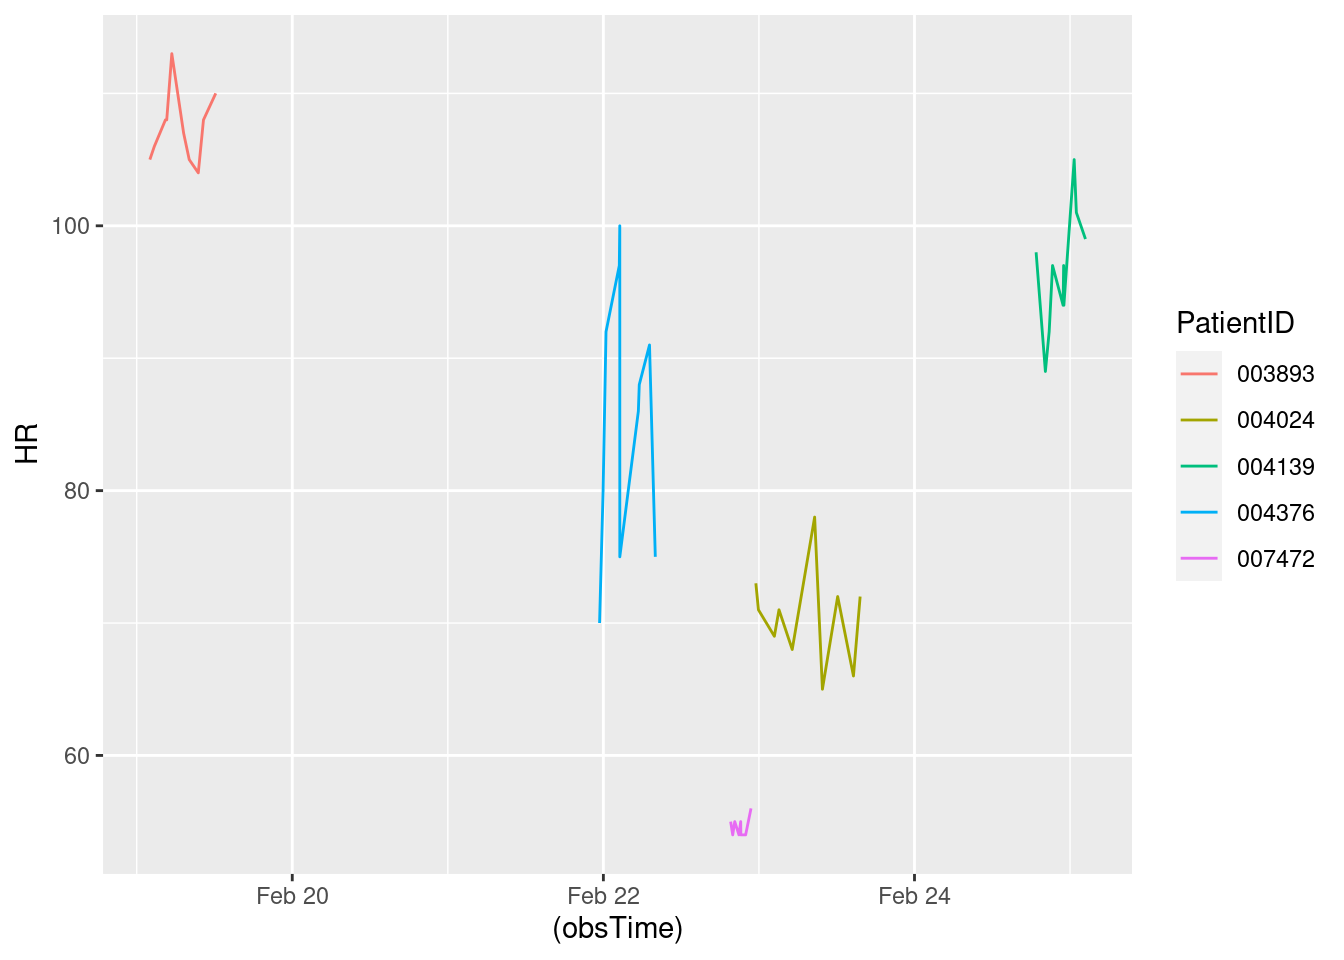 HR
100
80
60
Feb 20
Feb 22
Feb 24
(obsTime)
PatientID
003893
004024
004139
004376
007472